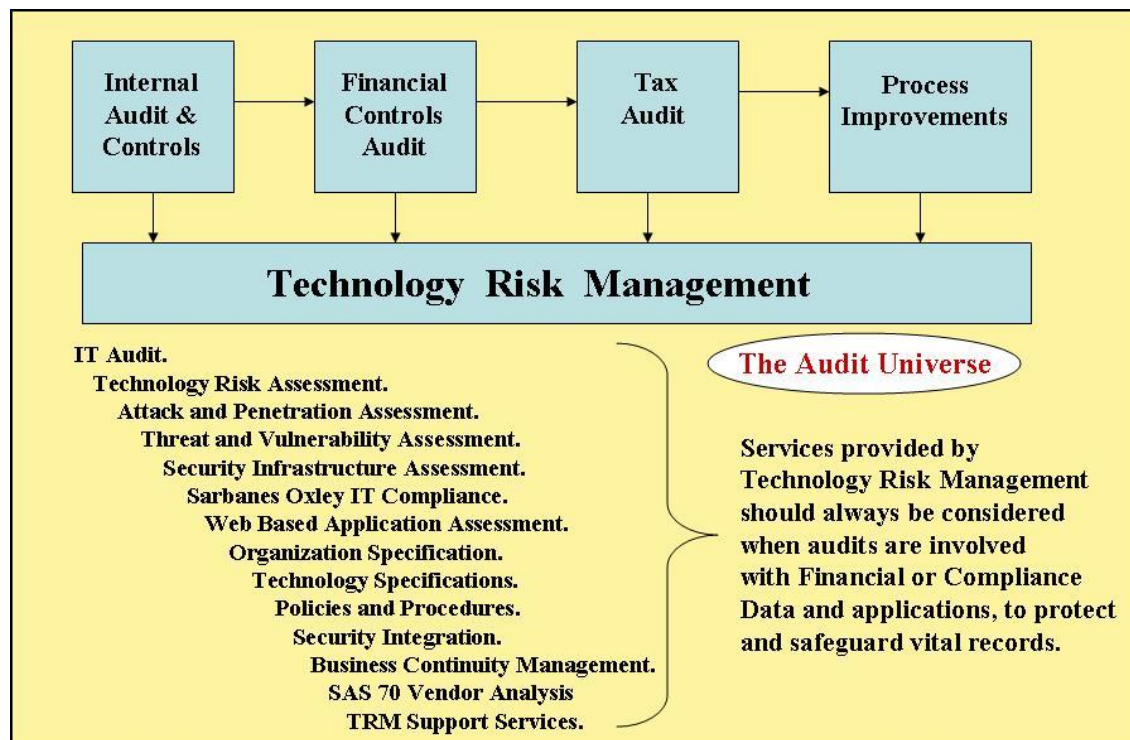 Internal
Audit &
Controls
Financial
Controls
Audit
Tax
Audit
Process
Improvements
Technology Risk Management
IT Audit.
Technology Risk Assessment.
Attack and Penetration Assessment.
Threat and Vulnerability Assessment.
Security Infrastructure Assessment.
Sarbanes Oxley IT Compliance.
Web Based Application Assessment.
Organization Specification.
Technology Specifications.
Policies and Procedures.
Security Integration.
Business Continuity Management.
SAS 70 Vendor Analysis
TRM Support Services.
The Audit Universe
Services provided by
Technology Risk Management
should always be considered
when audits are involved
with Financial or Compliance
Data and applications, to protect
and safeguard vital records.